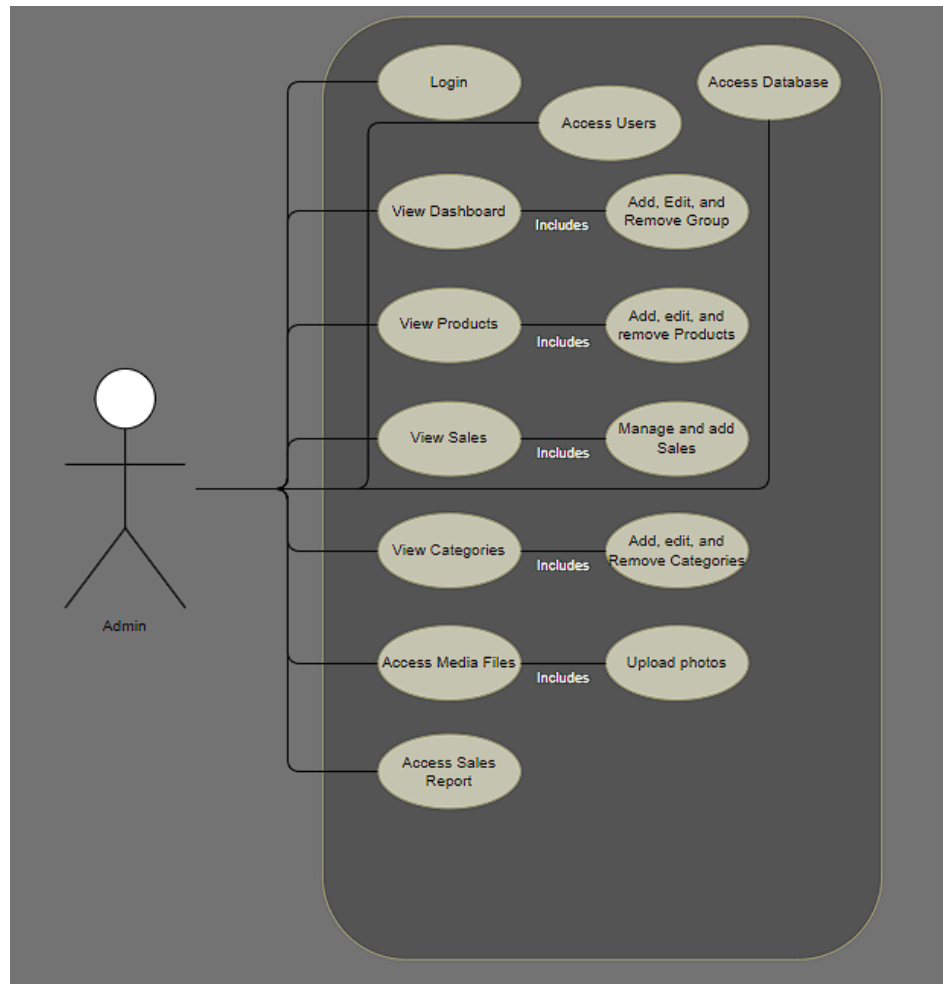 Login
Access Database
Access Users
View Dashboard
Includes
Add, Edit, and
Remove Group
View Products
Includes
Add, edit, and
remove Products
View Sales
Includes
Manage and add
Sales
View Categories
Includes
Add, edit, and
Remove Categories
Admin
Access Media Files
Includes
Upload photos
Access Sales
Report